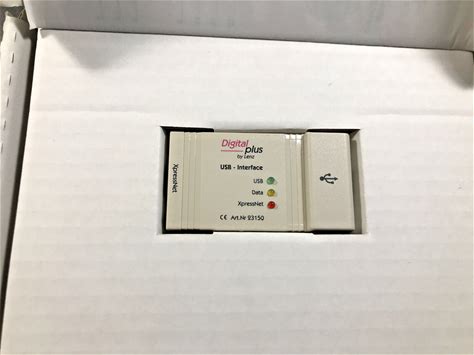 XpressNet
Digital
plus
by Lenz
USB - Interface
USB
Data
XpressNet
CE Art.Nr 23150